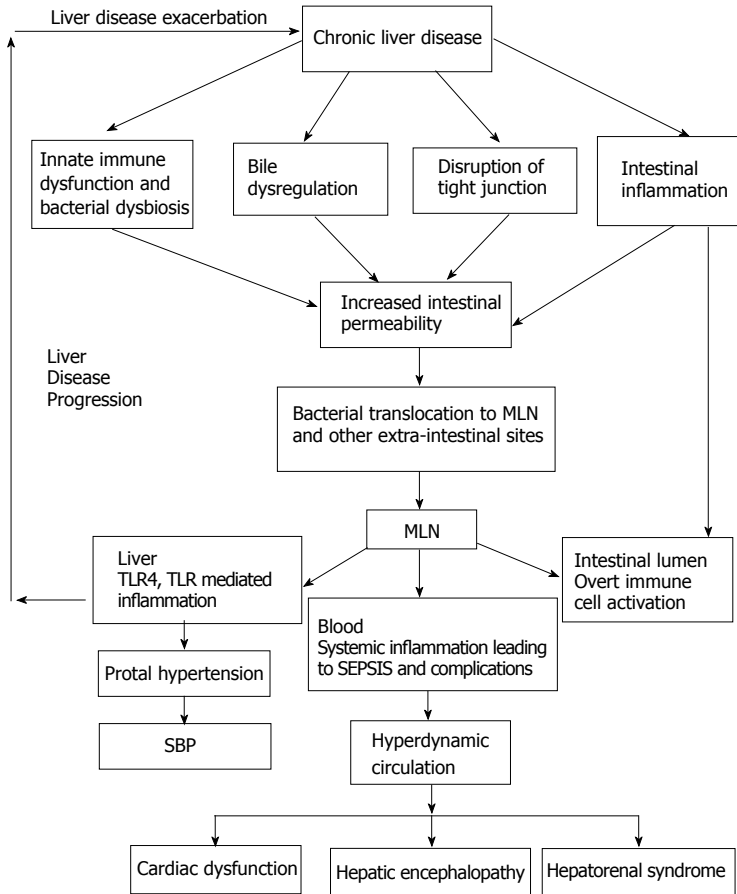 Liver disease exacerbation
Chronic liver disease
Innate immune
dysfunction and
bacterial dysbiosis
Bile
dysregulation
Disruption of
tight junction
Intestinal
inflammation
Increased intestinal
permeability
Liver
Disease
Progression
Bacterial translocation to MLN
and other extra-intestinal sites
MLN
Liver
TLR4, TLR mediated
inflammation
Intestinal lumen
Overt immune
cell activation
Blood
Systemic inflammation leading
to SEPSIS and complications
Protal hypertension
SBP
Hyperdynamic
circulation
Cardiac dysfunction
Hepatic encephalopathy
Hepatorenal syndrome